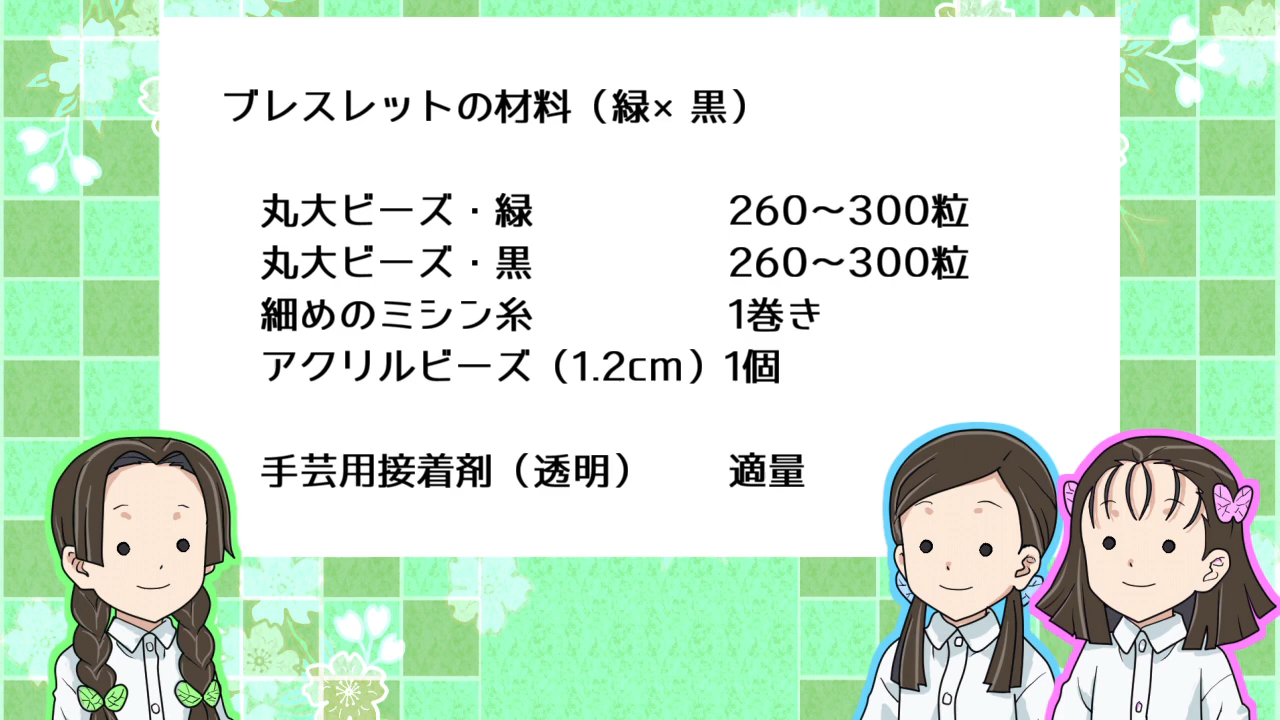 ブレスレットの材料（緑× 黒）
丸大ビーズ・緑 260～300粒
丸大ビーズ・黒 260～300粒
細めのミシン糸 1巻き
アクリルビーズ（1.2cm）1個
手芸用接着剤（透明） 適量